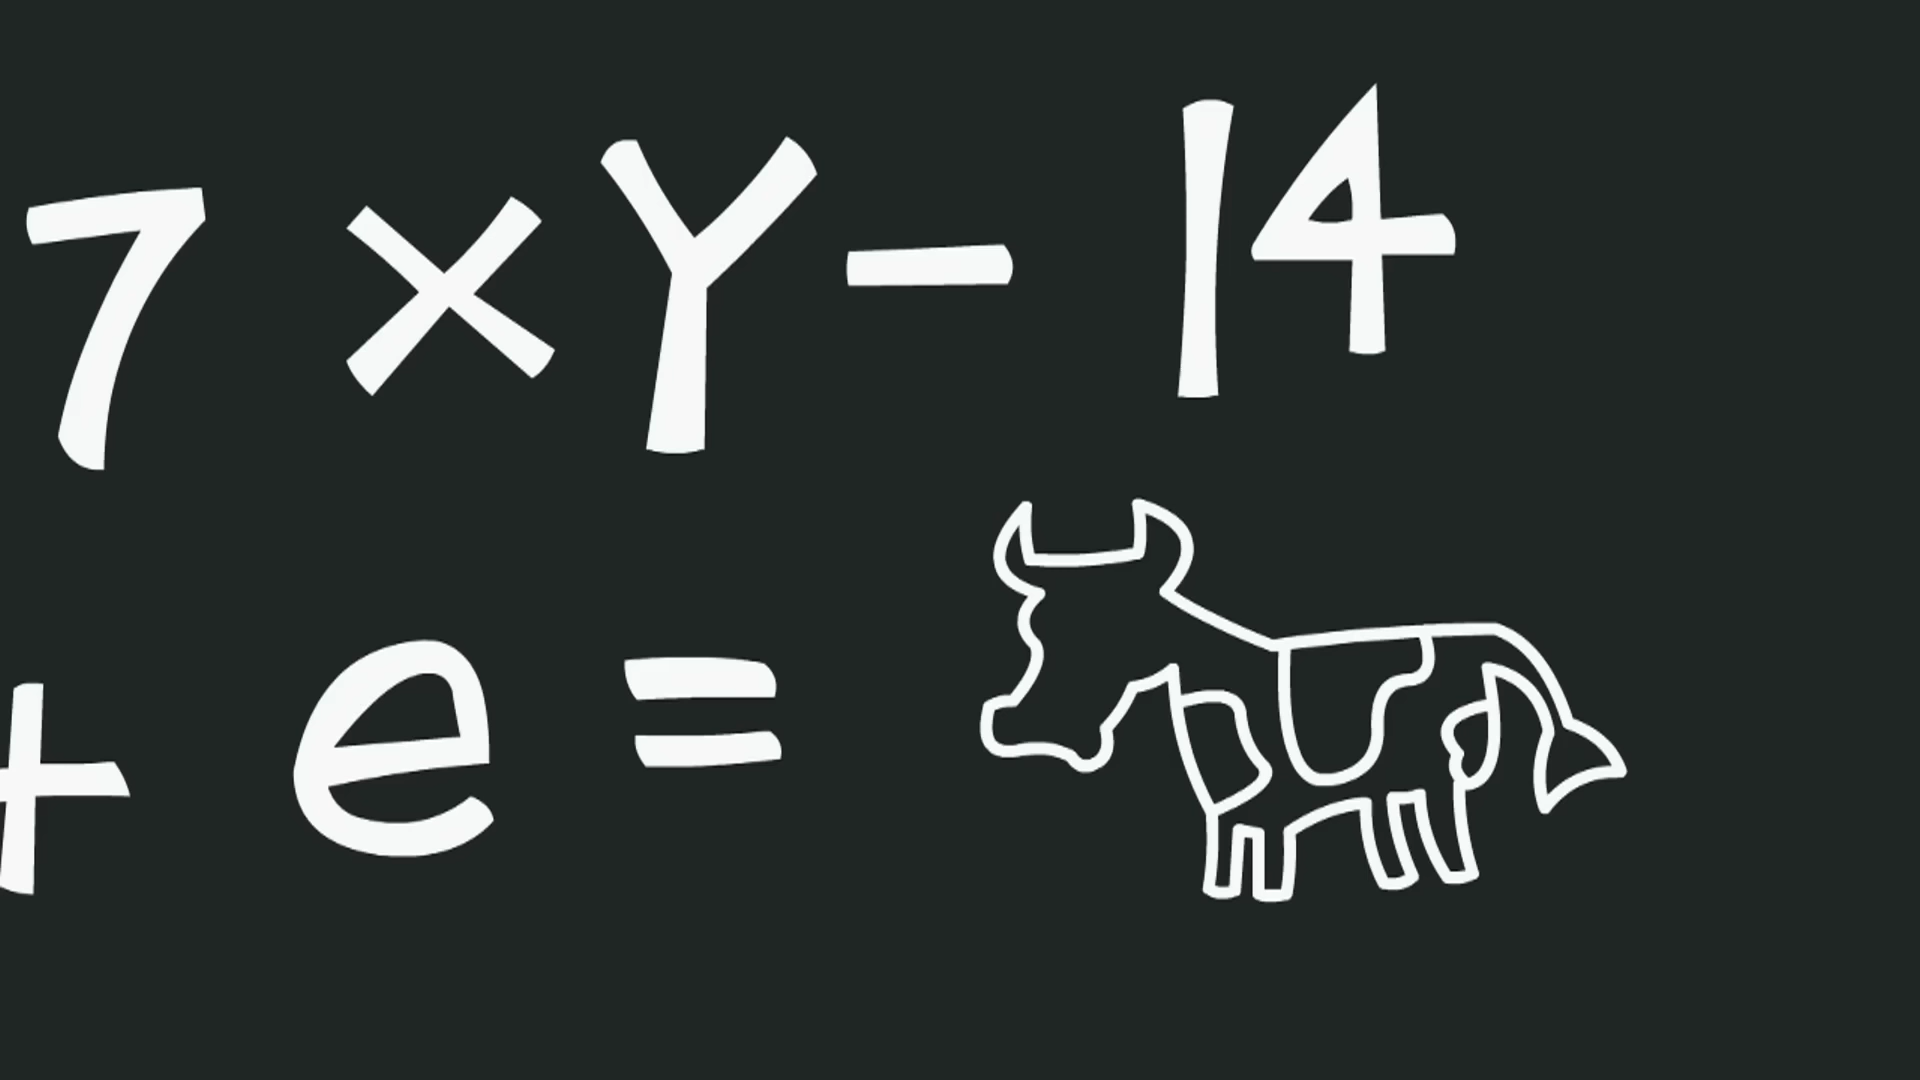 7 × Y - 14
+ e =